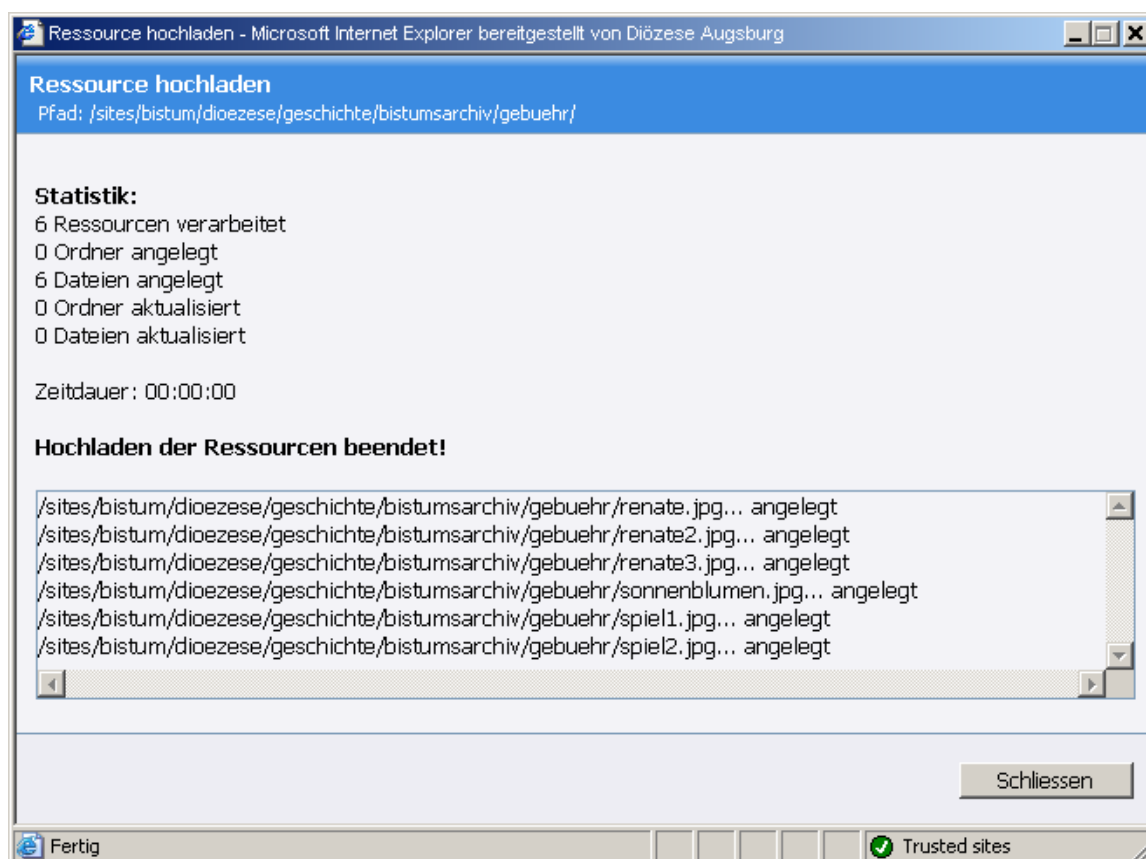 Ressource hochladen - Microsoft Internet Explorer bereitgestellt von Diözese Augsburg
Ressource hochladen
Pfad: /sites/bistum/dioezese/geschichte/bistumsarchiv/gebuehr/
Statistik:
6 Ressourcen verarbeitet
0 Ordner angelegt
6 Dateien angelegt
0 Ordner aktualisiert
0 Dateien aktualisiert
Zeitdauer: 00:00:00
Hochladen der Ressourcen beendet!
/sites/bistum/dioezese/geschichte/bistumsarchiv/gebuehr/renate.jpg... angelegt
/sites/bistum/dioezese/geschichte/bistumsarchiv/gebuehr/renate2.jpg... angelegt
/sites/bistum/dioezese/geschichte/bistumsarchiv/gebuehr/renate3.jpg... angelegt
/sites/bistum/dioezese/geschichte/bistumsarchiv/gebuehr/sonnenblumen.jpg... angelegt
/sites/bistum/dioezese/geschichte/bistumsarchiv/gebuehr/spiel1.jpg... angelegt
/sites/bistum/dioezese/geschichte/bistumsarchiv/gebuehr/spiel2.jpg... angelegt
Schliessen
Fertig
Trusted sites